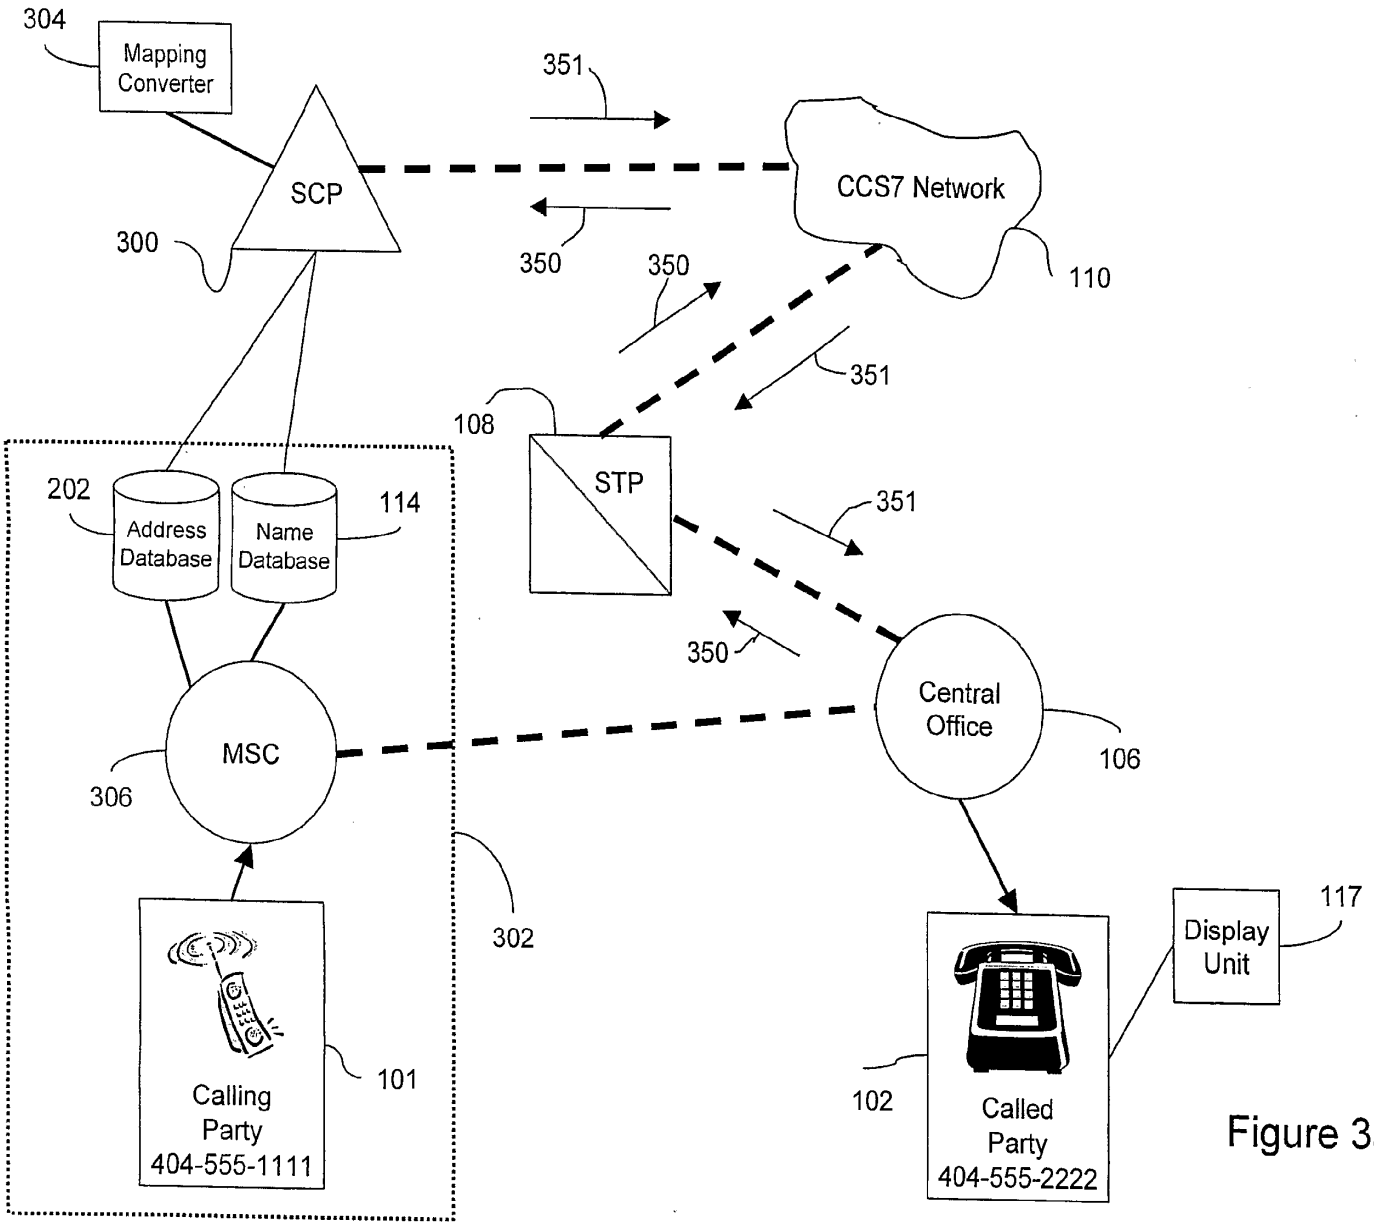 304
Mapping
Converter
351
SCP
CCS7 Network
300
350
350
110
351
108
STP
202
114
351
Address
Database
Name
Database
350
Central
Office
MSC
106
306
117
Display
Unit
302
101
102
Calling
Party
404-555-1111
Called
Party
404-555-2222
Figure 3